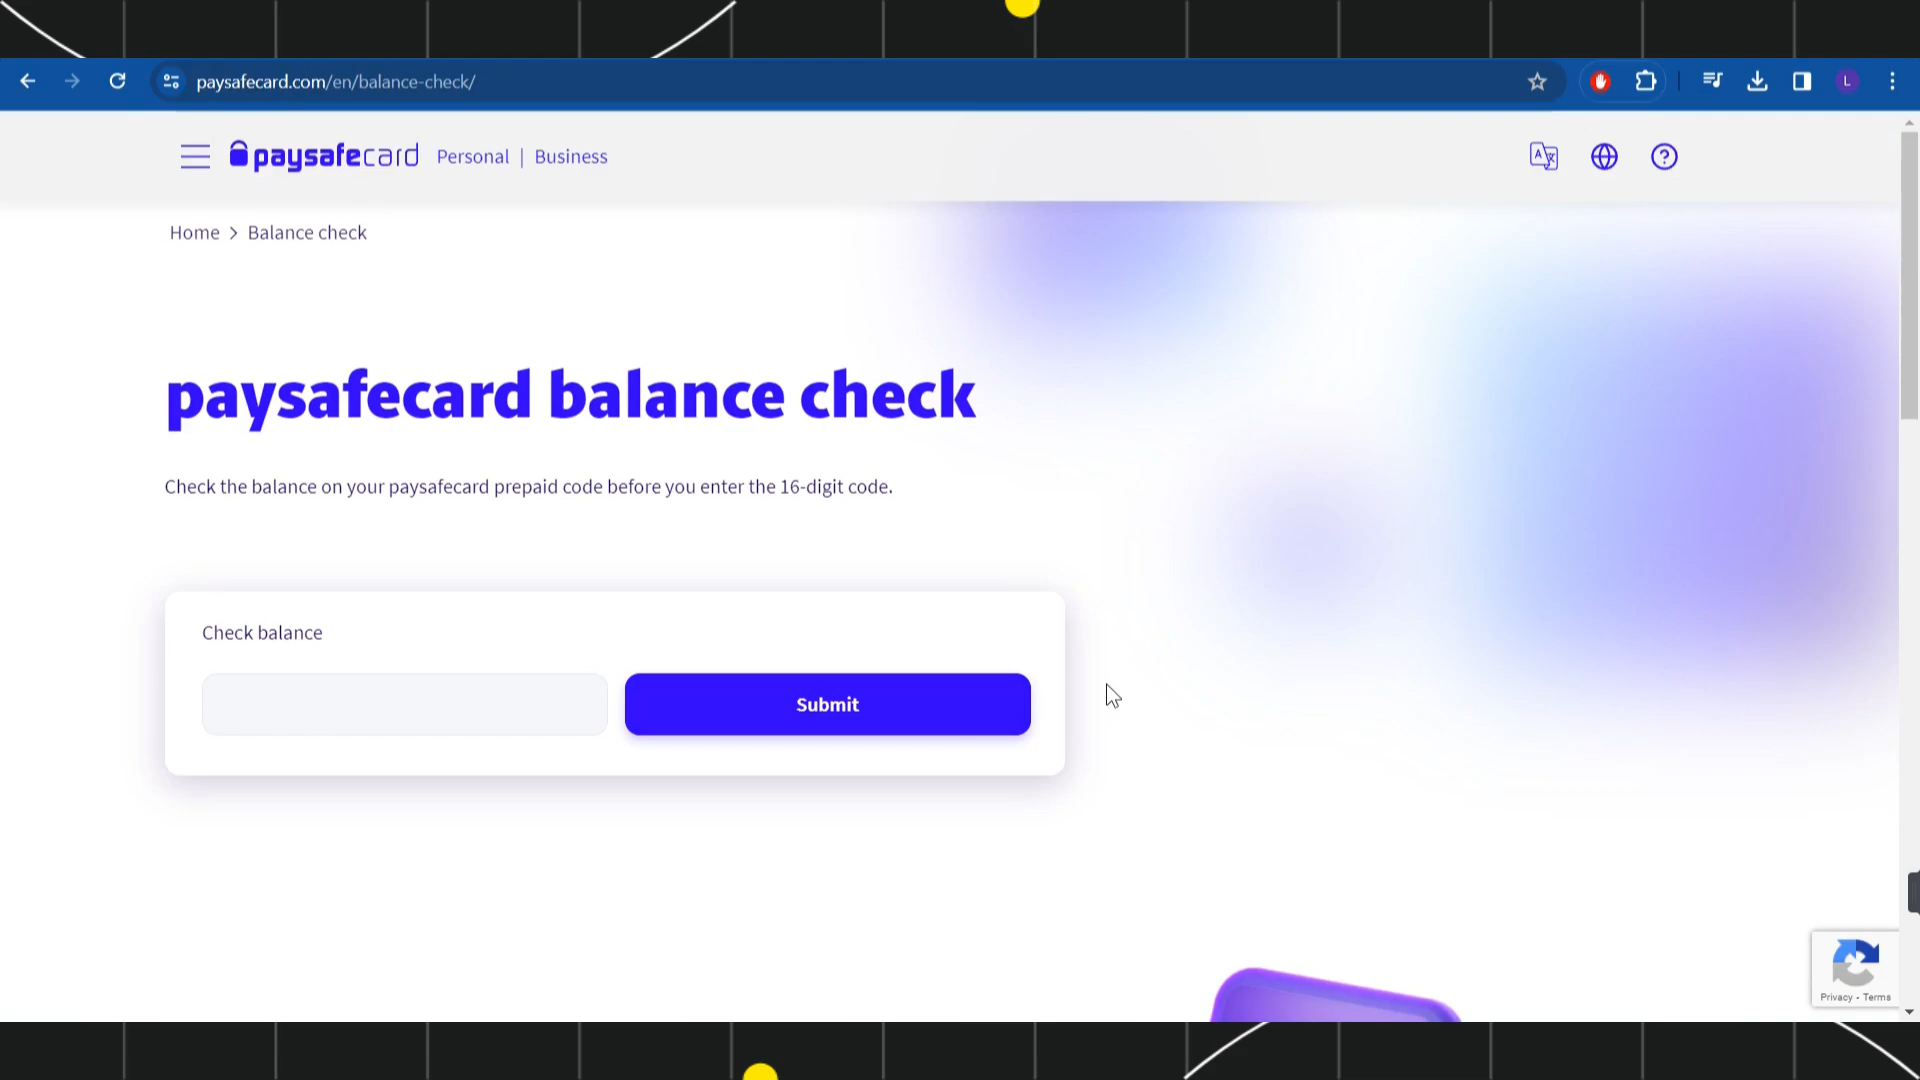 paysafecard.com/en/balance-check/
L
paysafecard Personal | Business
Home > Balance check
paysafecard balance check
Check the balance on your paysafecard prepaid code before you enter the 16-digit code.
Check balance
Submit
Privacy - Terms